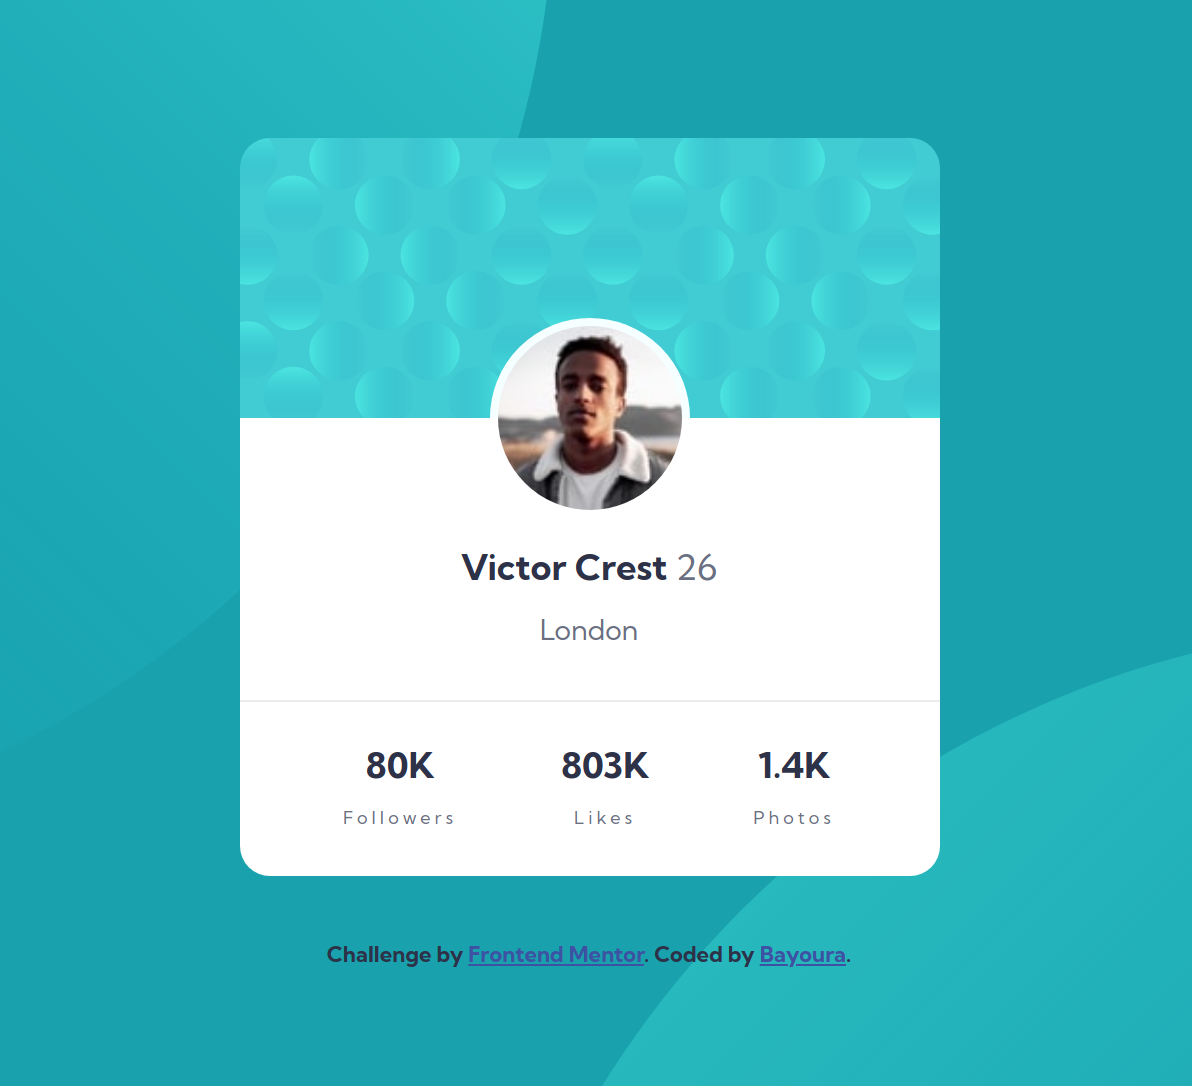 Victor Crest 26
London
80K 803K 1.4K
Followers Likes Photos
Challenge by Frontend Mentor. Coded by Bayoura.